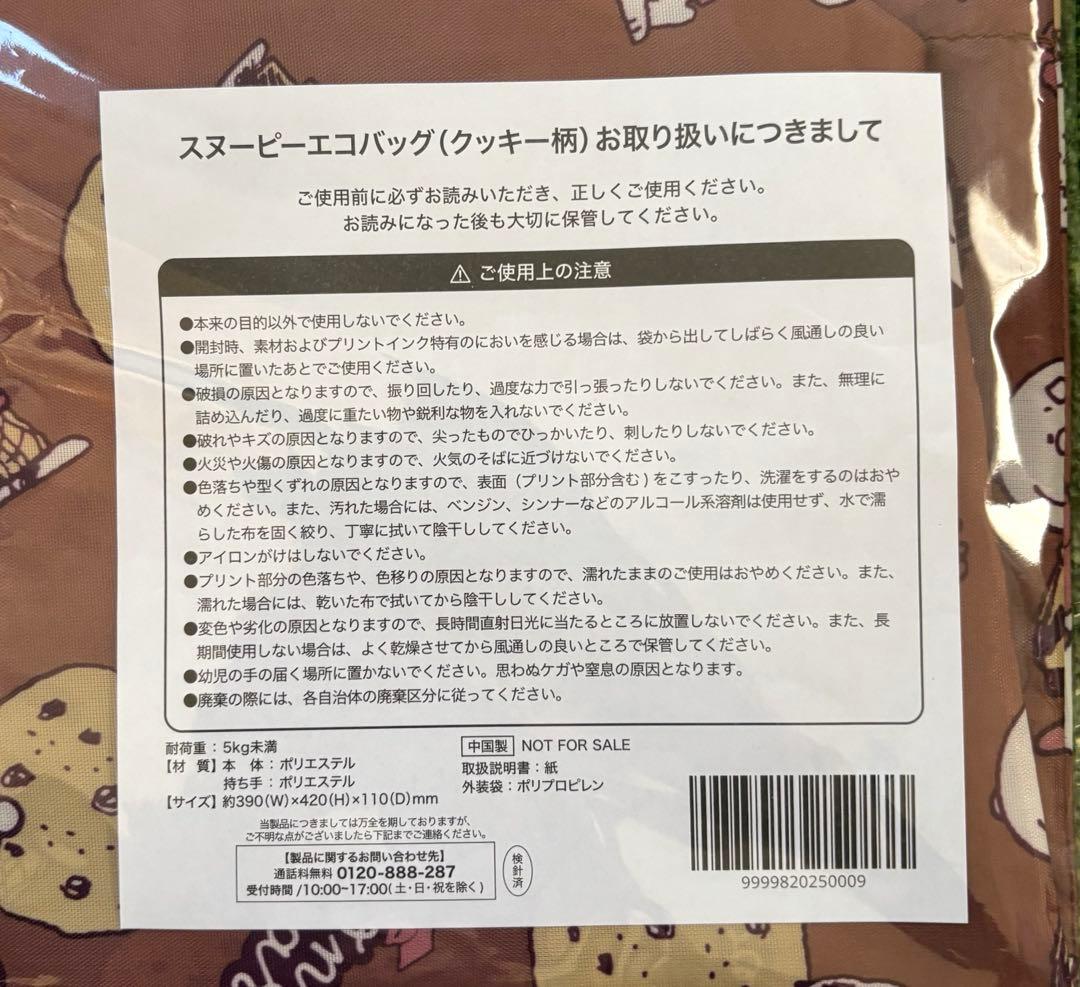 スヌーピーエコバッグ(クッキー柄)お取り扱いにつきまして
ご使用前に必ずお読みいただき、正しくご使用ください。
お読みになった後も大切に保管してください。
⚠ ご使用上の注意
●本来の目的以外で使用しないでください。
●開封時、素材およびプリントインク特有のにおいを感じる場合は、袋から出してしばらく風通しの良い
場所に置いたあとでご使用ください。
●破損の原因となりますので、振り回したり、過度な力で引っ張ったりしないでください。また、無理に
詰め込んだり、過度に重たい物や鋭利な物を入れないでください。
●破れやキズの原因となりますので、尖ったものでひっかいたり、刺したりしないでください。
●火災や火傷の原因となりますので、火気のそばに近づけないでください。
●色落ちや型くずれの原因となりますので、表面(プリント部分含む)をこすったり、洗濯をするのはおや
めください。また、汚れた場合には、ベンジン、シンナーなどのアルコール系溶剤は使用せず、水で濡
らした布を固く絞り、丁寧に拭いて陰干ししてください。
●アイロンがけはしないでください。
●プリント部分の色落ちや、色移りの原因となりますので、濡れたままのご使用はおやめください。また、
濡れた場合には、乾いた布で拭いてから陰干ししてください。
●変色や劣化の原因となりますので、長時間直射日光に当たるところに放置しないでください。また、長
期間使用しない場合は、よく乾燥させてから風通しの良いところで保管してください。
●幼児の手の届く場所に置かないでください。思わぬケガや窒息の原因となります。
●廃棄の際には、各自治体の廃棄区分に従ってください。
耐荷重：5kg未満
【材 質】本 体：ポリエステル
持ち手：ポリエステル
【サイズ】約390(W)×420(H)×110(D)mm
中国製 NOT FOR SALE
取扱説明書：紙
外装袋：ポリプロピレン
当製品につきましては万全を期しておりますが、
ご不明な点がございましたら下記までご連絡ください。
【製品に関するお問い合わせ先】
通話料無料 0120-888-287
受付時間/10:00~17:00(土・日・祝を除く)
検針済
9999820250009